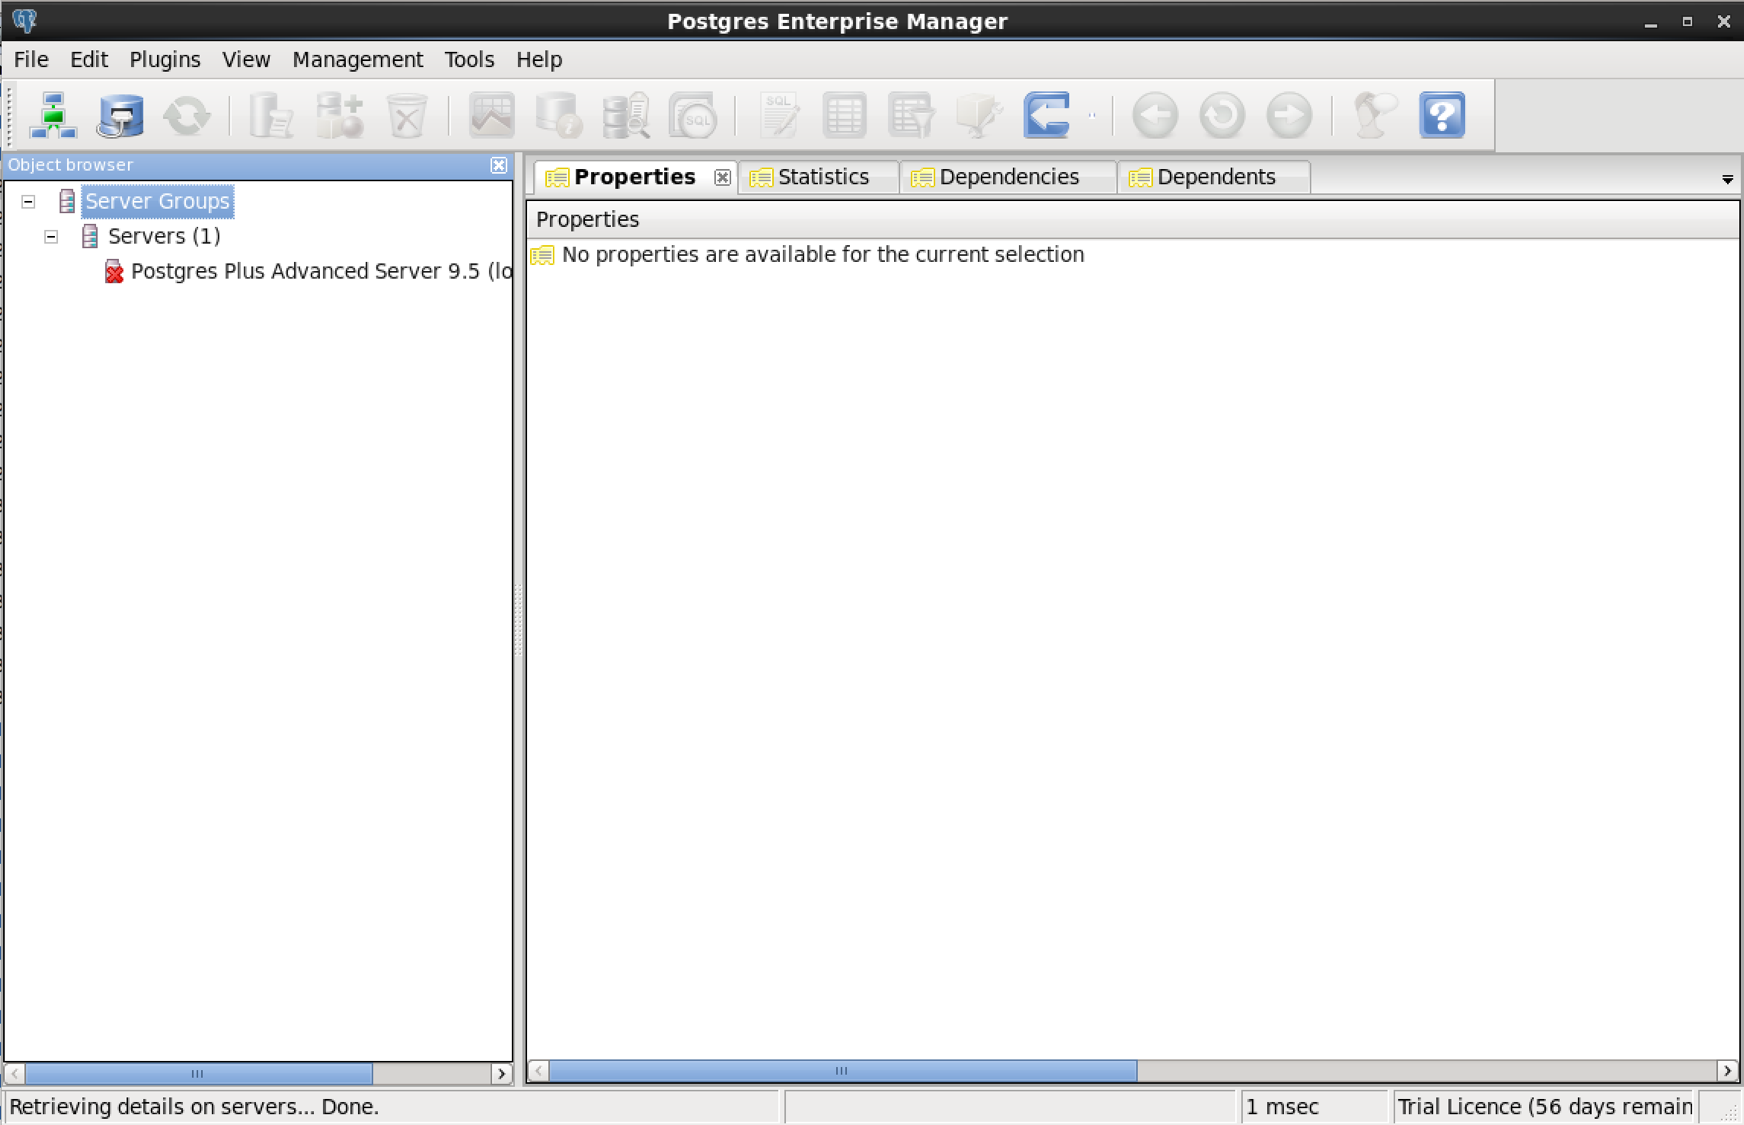 Postgres Enterprise Manager
File Edit Plugins View Management Tools Help
SQL SQL
Object browser
Properties Statistics Dependencies Dependents
Server Groups
Properties
Servers (1)
No properties are available for the current selection
Postgres Plus Advanced Server 9.5 (lo
Retrieving details on servers... Done.
1 msec
Trial Licence (56 days remain